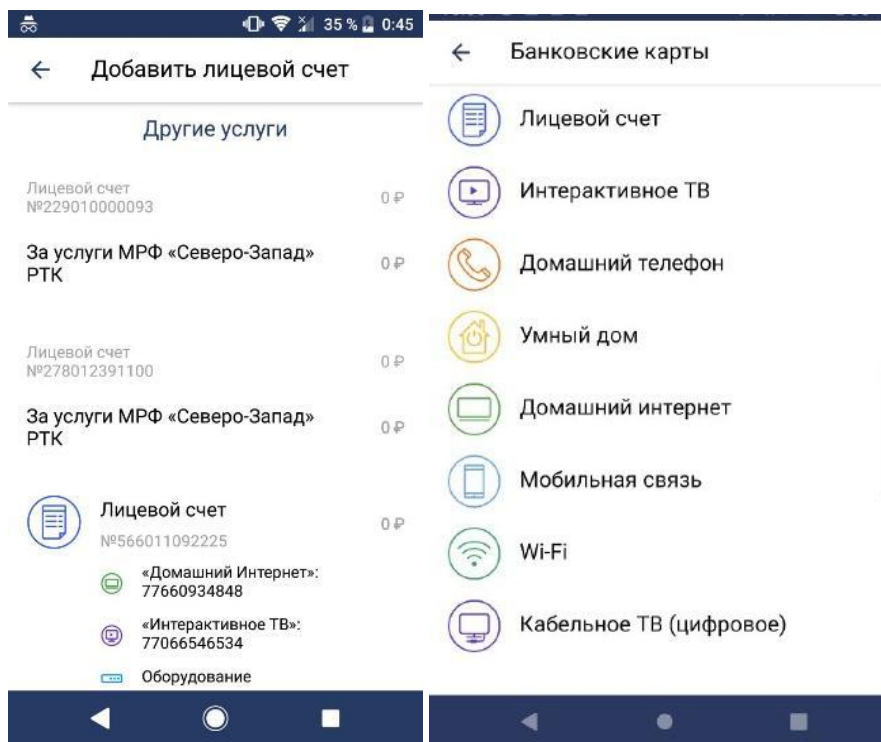 35 % 0:45
Добавить лицевой счет
Другие услуги
Лицевой счет
№229010000093
0 ₽
За услуги МРФ «Северо-Запад»
РТК
0 ₽
Лицевой счет
№278012391100
0 ₽
За услуги МРФ «Северо-Запад»
РТК
0 ₽
Лицевой счет
№566011092225
0 ₽
«Домашний Интернет»:
77660934848
«Интерактивное ТВ»:
77066546534
Оборудование
Банковские карты
Лицевой счет
Интерактивное ТВ
Домашний телефон
Умный дом
Домашний интернет
Мобильная связь
Wi-Fi
Кабельное ТВ (цифровое)